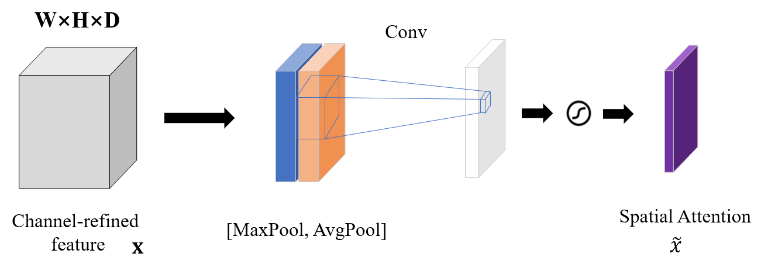 W×H×D
Conv
Channel-refined
feature x
[MaxPool, AvgPool]
Spatial Attention
x̃